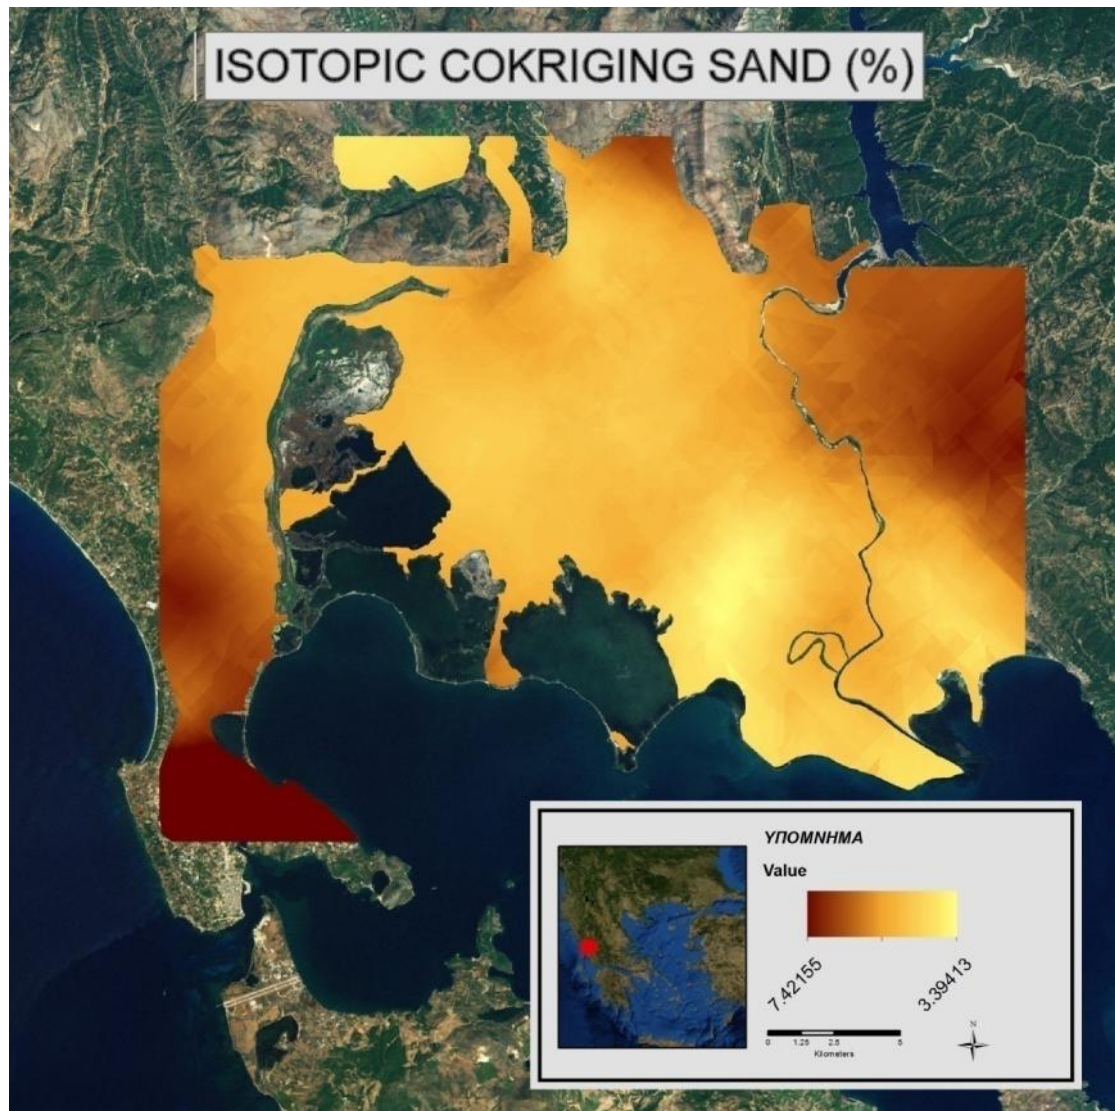 ISOTOPIC COKRIGING SAND (%)
ΥΠΟΜΝΗΜΑ
Value
7.42155
3.39413
N
0 1.25 2.5 5
Kilometers